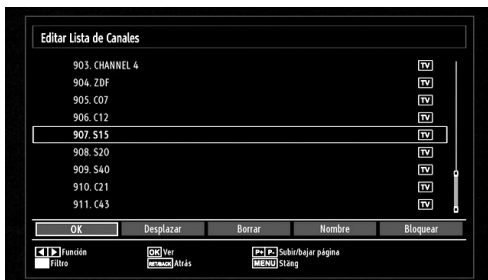 Editar Lista de Canales
903. CHANNEL 4 TV
904. ZDF TV
905. C07 TV
906. C12 TV
907. S15 TV
908. S20 TV
909. S40 TV
910. C21 TV
911. C43 TV
OK Desplazar Borrar Nombre Bloquear
Función OK Ver P+ P- Subir/bajar página
Filtro RET/BACK Atrás MENU Stäng